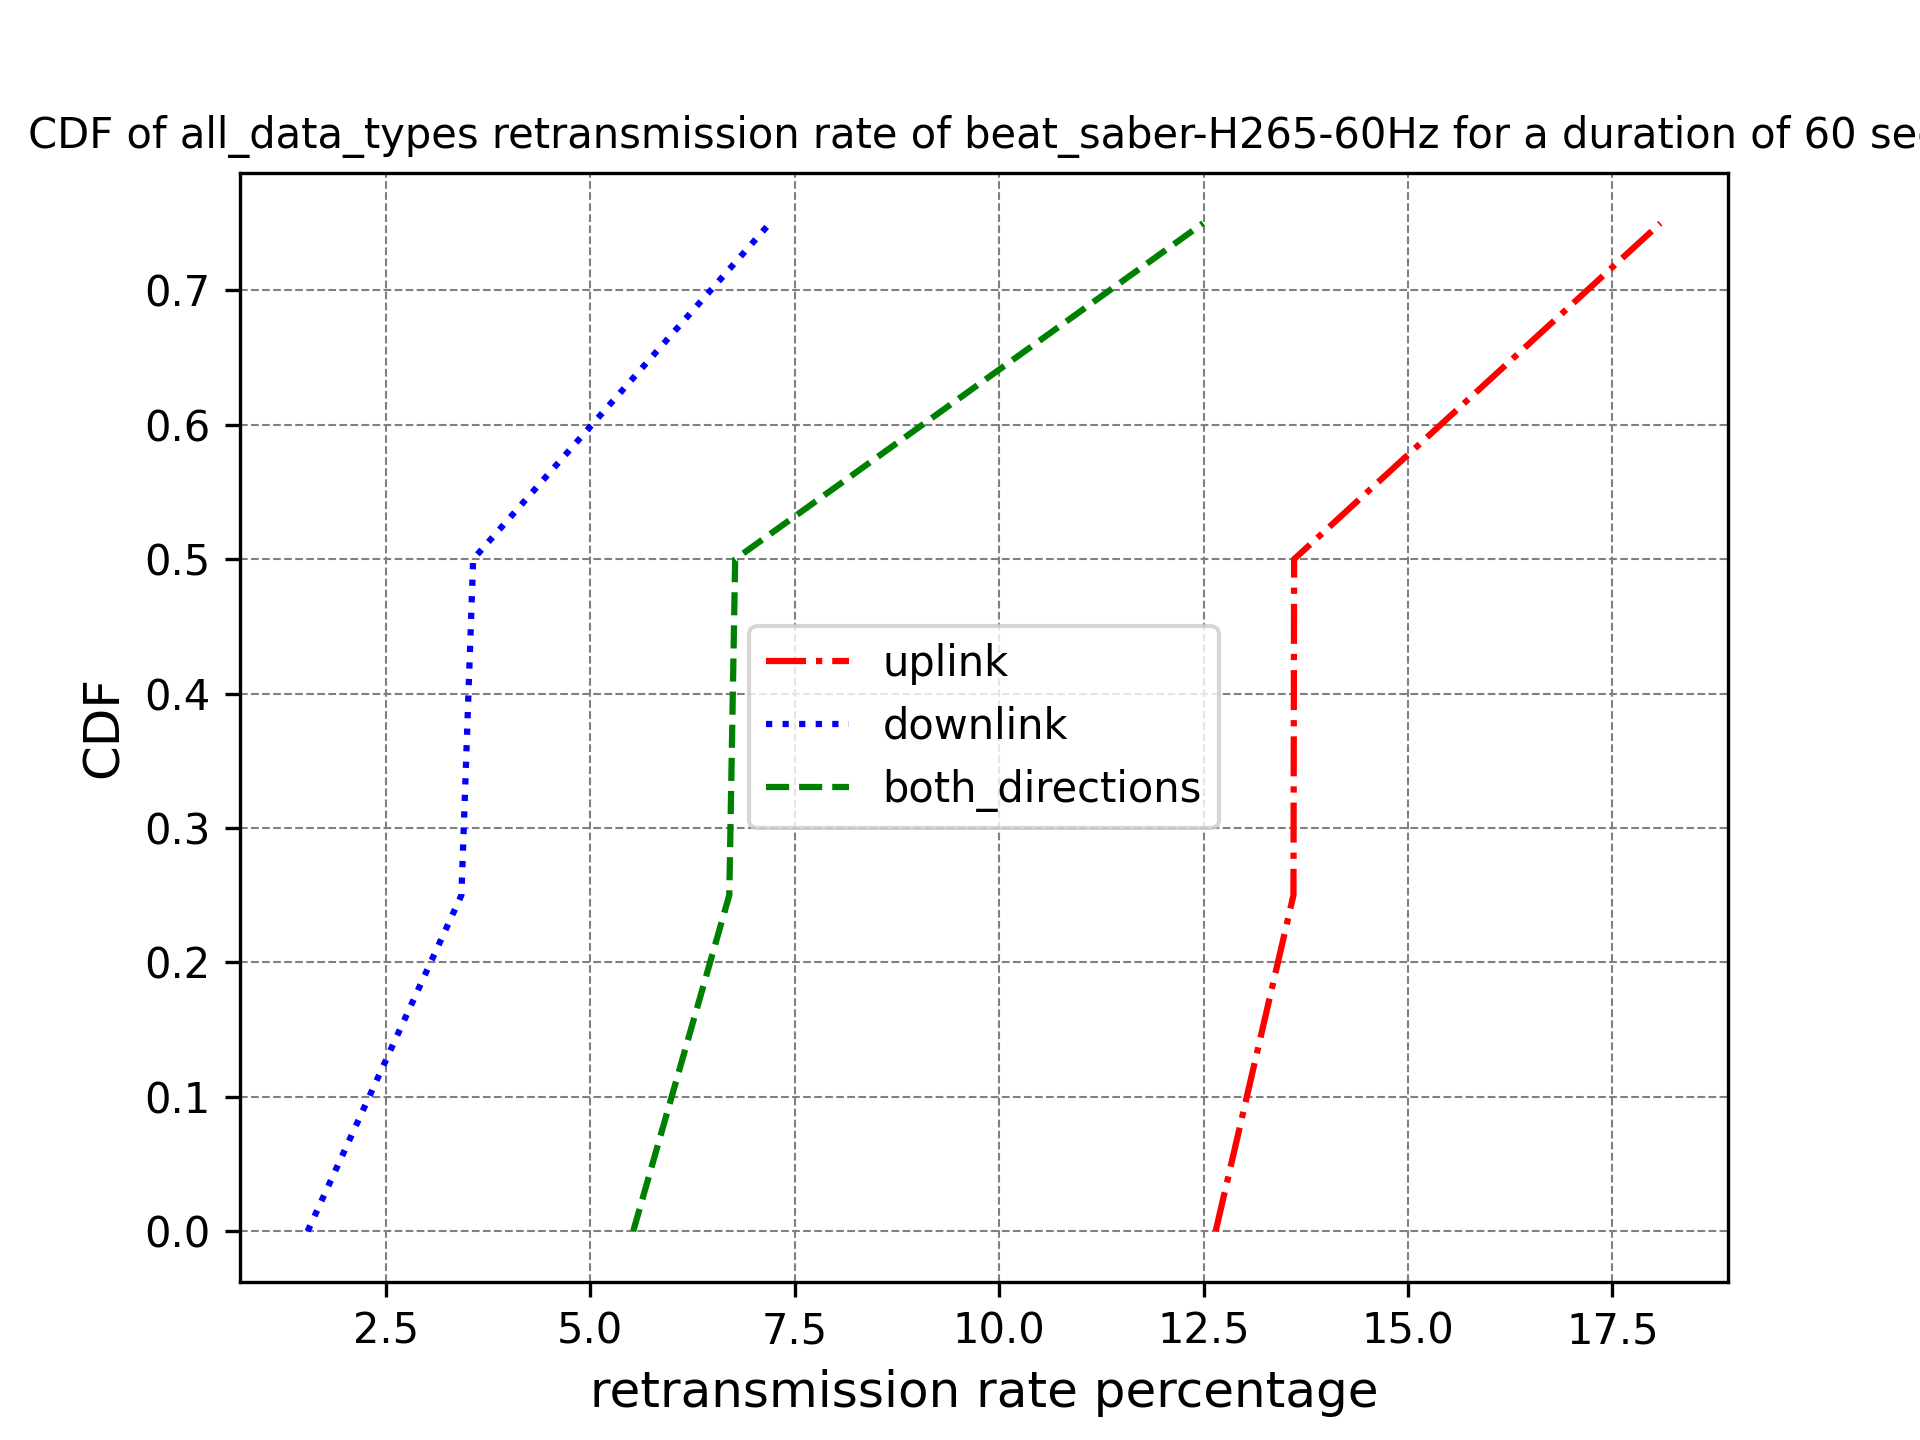 CDF of all_data_types retransmission rate of beat_saber-H265-60Hz for a duration of 60
0.7
0.6
0.5
0.4
0.3
0.2
0.1
0.0
CDF
uplink
downlink
both_directions
2.5 5.0 7.5 10.0 12.5 15.0 17.5
retransmission rate percentage